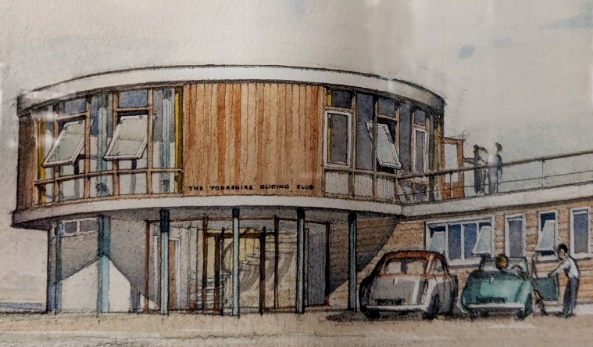 THE YORKSHIRE GLIDING CLUB